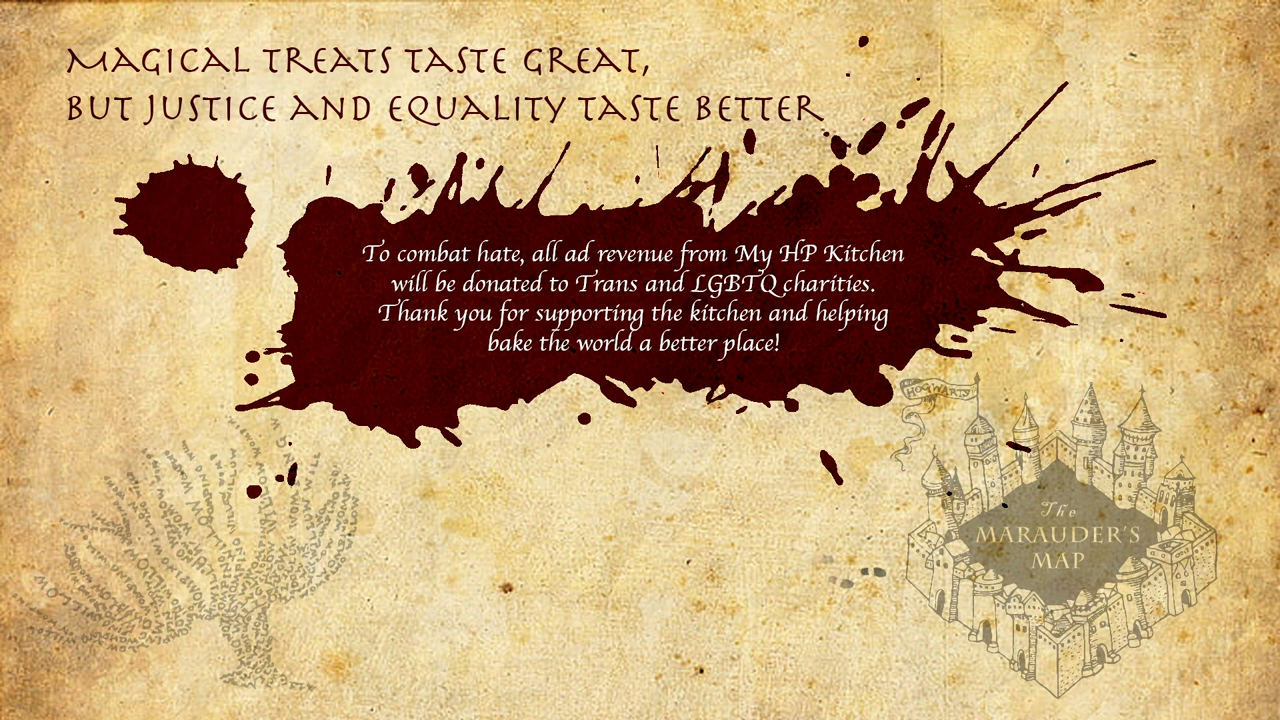 MAGICAL TREATS TASTE GREAT,
BUT JUSTICE AND EQUALITY TASTE BETTER
To combat hate, all ad revenue from My HP Kitchen
will be donated to Trans and LGBTQ charities.
Thank you for supporting the kitchen and helping
bake the world a better place!
HOGWARTS
The
MARAUDER'S
MAP